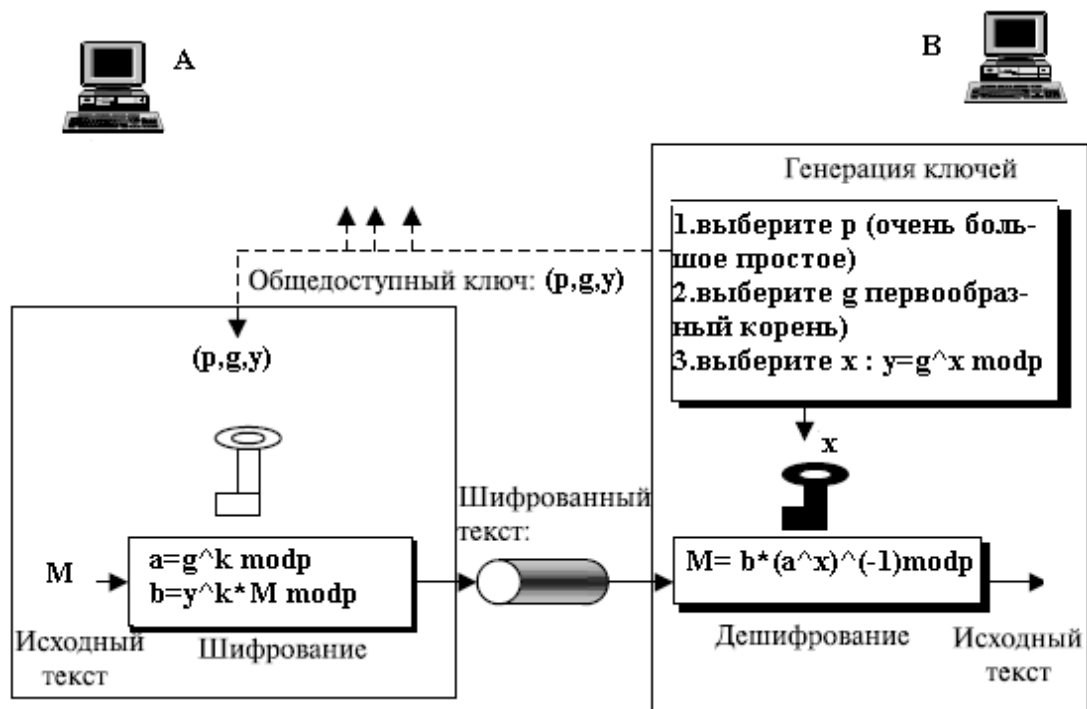 A
B
Генерация ключей
1.выберите p (очень боль-
шое простое)
2.выберите g первообраз-
ный корень)
3.выберите x : y=g^x modp
Общедоступный ключ: (p,g,y)
(p,g,y)
x
Шифрованный
текст:
M
a=g^k modp
b=y^k*M modp
M= b*(a^x)^(-1)modp
Исходный
текст
Шифрование
Дешифрование
Исходный
текст